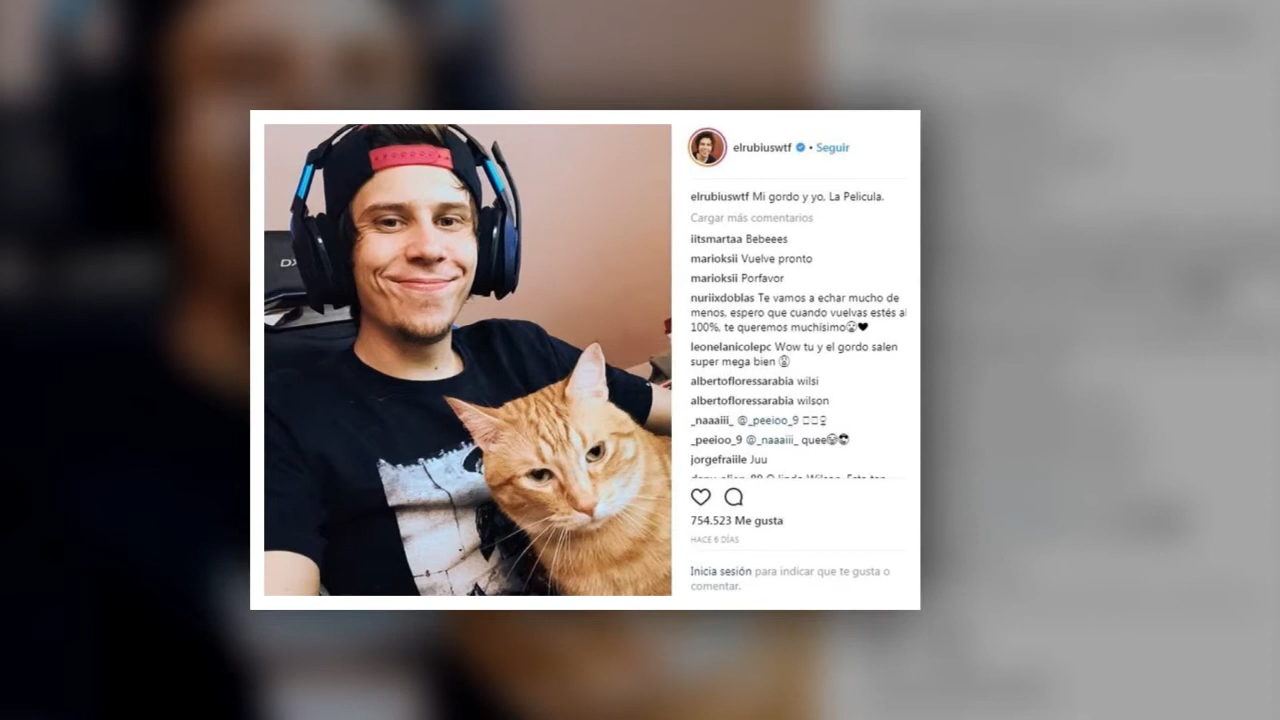 DX
elrubiuswtf • Seguir
elrubiuswtf Mi gordo y yo, La Pelicula.
Cargar más comentarios
iitsmartaa Bebeees
marioksii Vuelve pronto
marioksii Porfavor
nuriixdoblas Te vamos a echar mucho de
menos, espero que cuando vuelvas estés al
100%, te queremos muchísimo
leonelanicolepc Wow tu y el gordo salen
super mega bien
albertofloressarabia wilsi
albertofloressarabia wilson
_naaaiii_ @_peeioo_9
_peeioo_9 @_naaaiii_ quee
jorgefraiile Juu
754.523 Me gusta
HACE 6 DÍAS
Inicia sesión para indicar que te gusta o
comentar.